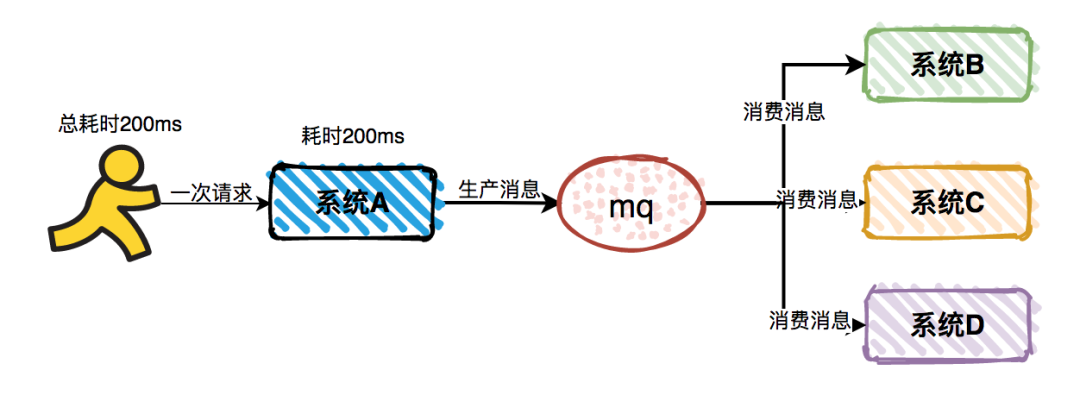 总耗时200ms
一次请求
耗时200ms
系统A
生产消息
mq
消费消息
系统B
消费消息
系统C
消费消息
系统D